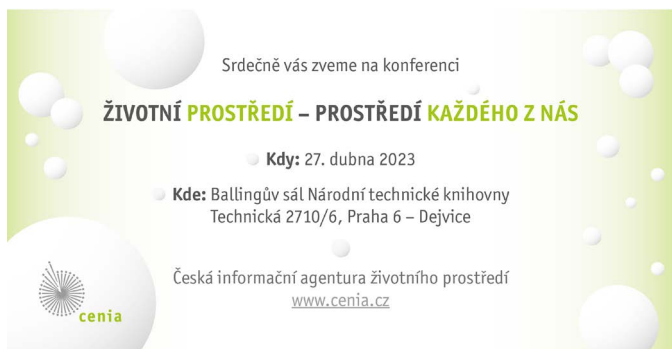 Srdečně vás zveme na konferenci
ŽIVOTNÍ PROSTŘEDÍ – PROSTŘEDÍ KAŽDÉHO Z NÁS
Kdy: 27. dubna 2023
Kde: Ballingův sál Národní technické knihovny
Technická 2710/6, Praha 6 – Dejvice
Česká informační agentura životního prostředí
www.cenia.cz
cenia